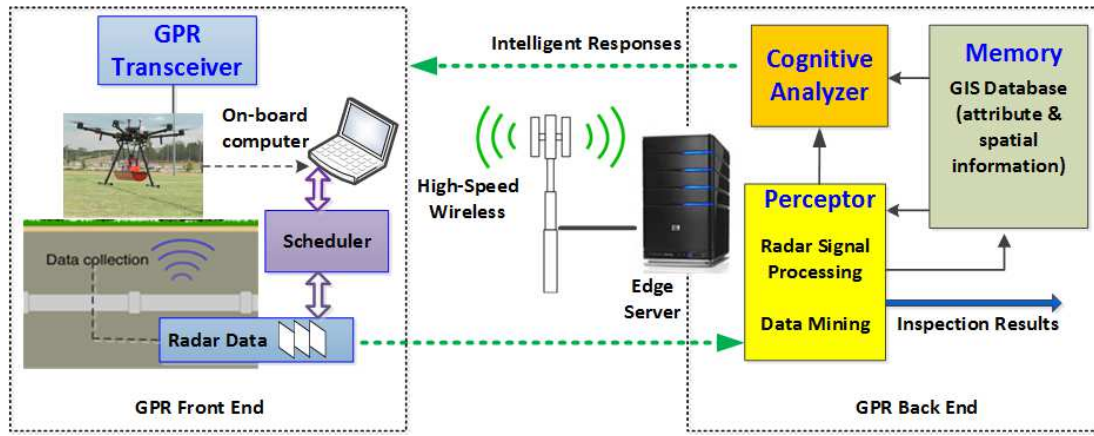 GPR
Transceiver
On-board
computer
Scheduler
Data collection
Radar Data
GPR Front End
Intelligent Responses
High-Speed
Wireless
Edge
Server
Cognitive
Analyzer
Memory
GIS Database
(attribute &
spatial
information)
Perceptor
Radar Signal
Processing
Data Mining
Inspection Results
GPR Back End